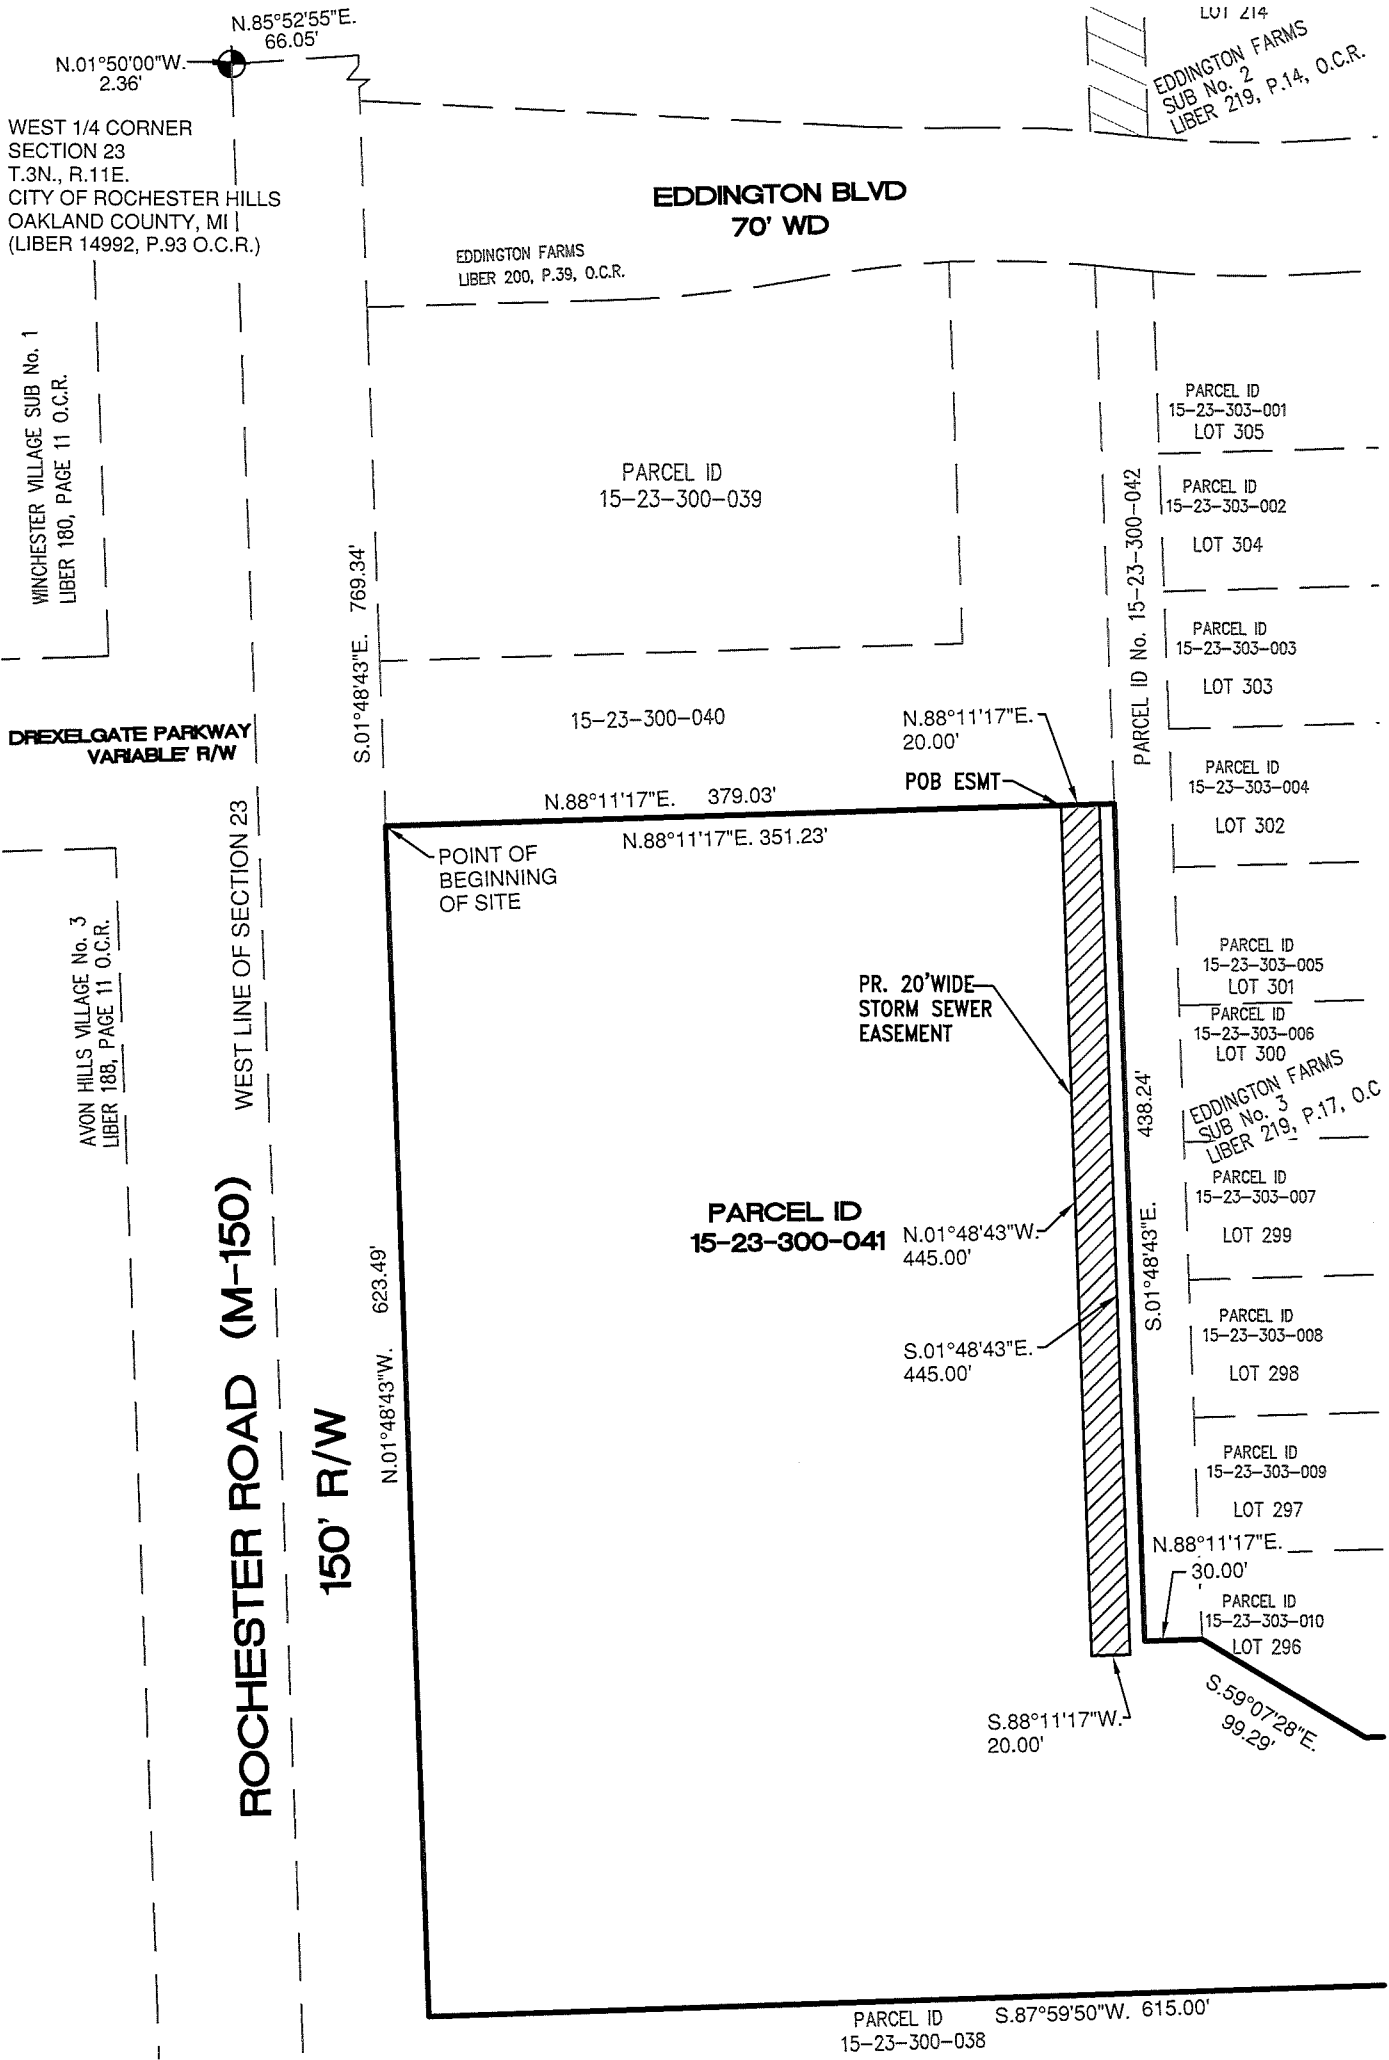 N.85°52'55"E.
66.05'
N.01°50'00"W.
2.36'
WEST 1/4 CORNER
SECTION 23
T.3N., R.11E.
CITY OF ROCHESTER HILLS
OAKLAND COUNTY, MI
(LIBER 14992, P.93 O.C.R.)
LOT 214
EDDINGTON FARMS
SUB No. 2
LIBER 219, P.14, O.C.R.
EDDINGTON BLVD
70' WD
EDDINGTON FARMS
LIBER 200, P.39, O.C.R.
WINCHESTER VILLAGE SUB No. 1
LIBER 180, PAGE 11 O.C.R.
S.01°48'43"E. 769.34'
PARCEL ID
15-23-300-039
PARCEL ID No. 15-23-300-042
PARCEL ID
15-23-303-001
LOT 305
PARCEL ID
15-23-303-002
LOT 304
PARCEL ID
15-23-303-003
LOT 303
DREXELGATE PARKWAY
VARIABLE' R/W
15-23-300-040
N.88°11'17"E.
20.00'
POB ESMT
PARCEL ID
15-23-303-004
LOT 302
N.88°11'17"E. 379.03'
N.88°11'17"E. 351.23'
POINT OF
BEGINNING
OF SITE
WEST LINE OF SECTION 23
AVON HILLS VILLAGE No. 3
LIBER 188, PAGE 11 O.C.R.
PR. 20'WIDE
STORM SEWER
EASEMENT
PARCEL ID
15-23-303-005
LOT 301
PARCEL ID
15-23-303-006
LOT 300
EDDINGTON FARMS
SUB No. 3
LIBER 219, P.17, O.C
S.01°48'43"E. 438.24'
PARCEL ID
15-23-300-041
N.01°48'43"W.
445.00'
S.01°48'43"E.
445.00'
PARCEL ID
15-23-303-007
LOT 299
PARCEL ID
15-23-303-008
LOT 298
PARCEL ID
15-23-303-009
LOT 297
ROCHESTER ROAD (M-150)
150' R/W
N.01°48'43"W. 623.49'
N.88°11'17"E.
30.00'
PARCEL ID
15-23-303-010
LOT 296
S.59°07'28"E.
99.29'
S.88°11'17"W.
20.00'
S.87°59'50"W. 615.00'
PARCEL ID
15-23-300-038